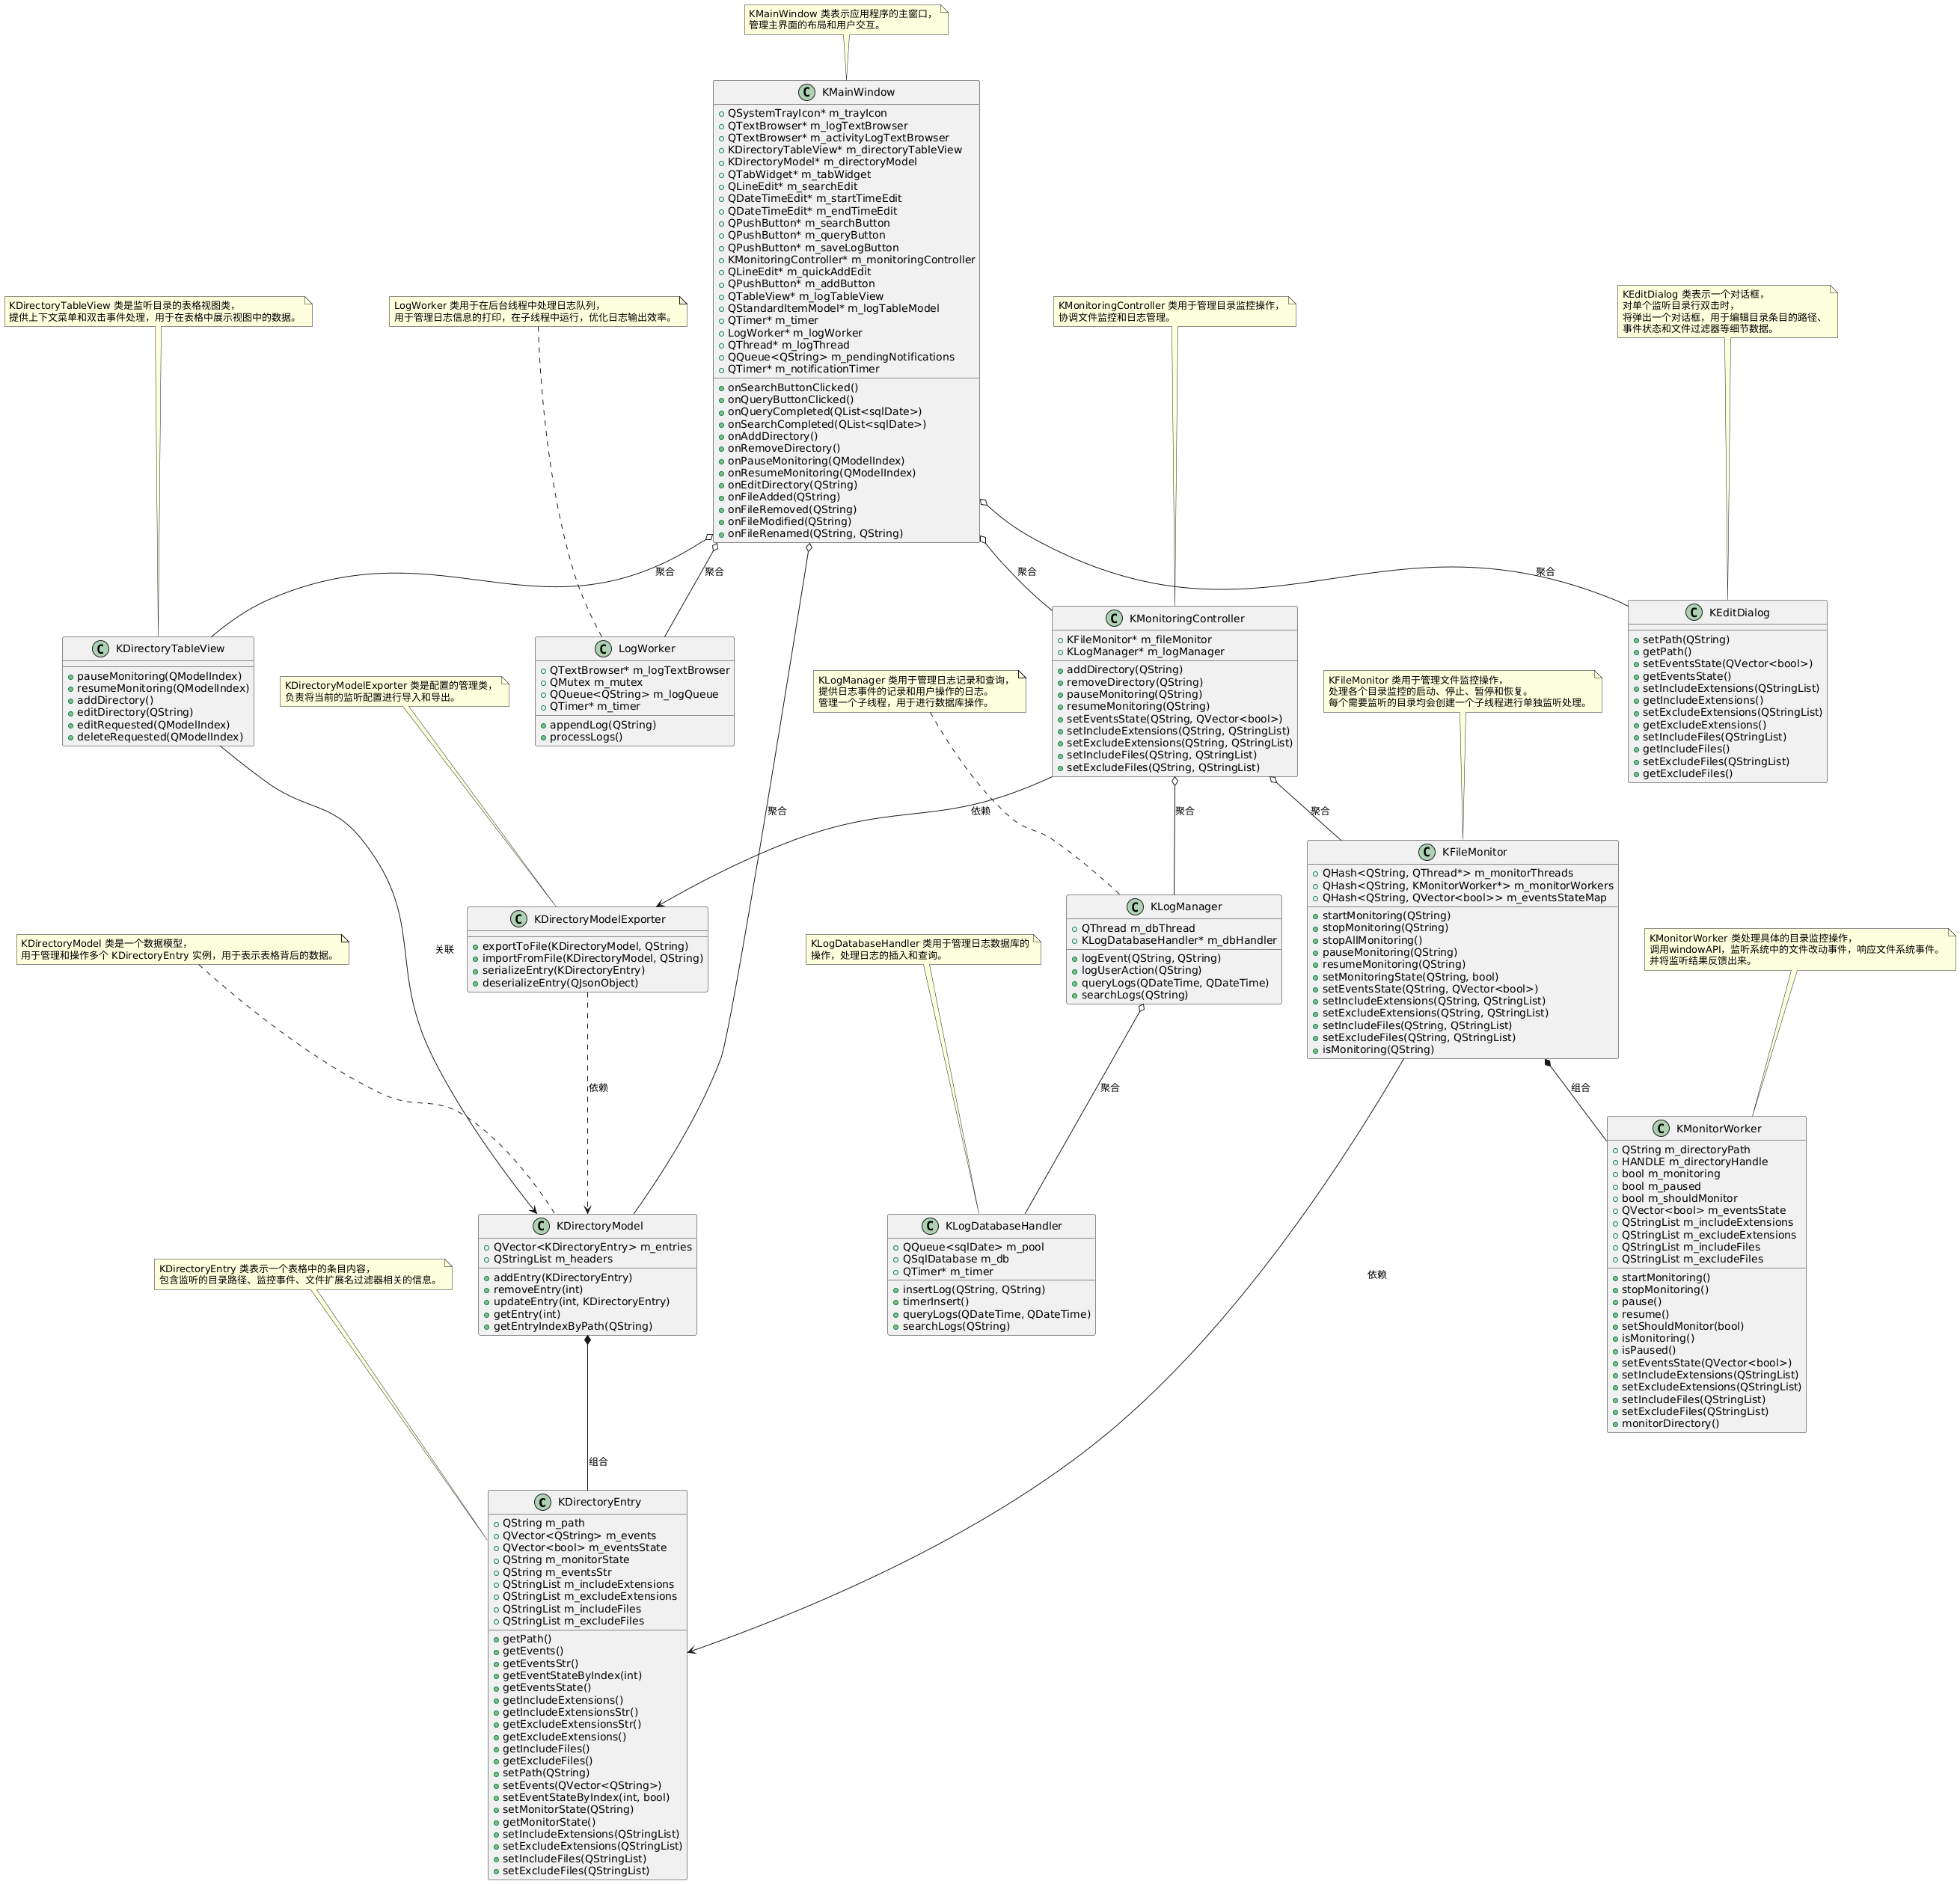 KMainWindow 类表示应用程序的主窗口，
管理主界面的布局和用户交互。
KMainWindow
QSystemTrayIcon* m_trayIcon
QTextBrowser* m_logTextBrowser
QTextBrowser* m_activityLogTextBrowser
KDirectoryTableView* m_directoryTableView
KDirectoryModel* m_directoryModel
QTabWidget* m_tabWidget
QLineEdit* m_searchEdit
QDateTimeEdit* m_startTimeEdit
QDateTimeEdit* m_endTimeEdit
QPushButton* m_searchButton
QPushButton* m_queryButton
QPushButton* m_saveLogButton
KMonitoringController* m_monitoringController
QLineEdit* m_quickAddEdit
QPushButton* m_addButton
QTableView* m_logTableView
QStandardItemModel* m_logTableModel
QTimer* m_timer
LogWorker* m_logWorker
QThread* m_logThread
QQueue<QString> m_pendingNotifications
QTimer* m_notificationTimer
onSearchButtonClicked()
onQueryButtonClicked()
onQueryCompleted(QList<sqlDate>)
onSearchCompleted(QList<sqlDate>)
onAddDirectory()
onRemoveDirectory()
onPauseMonitoring(QModelIndex)
onResumeMonitoring(QModelIndex)
onEditDirectory(QString)
onFileAdded(QString)
onFileRemoved(QString)
onFileModified(QString)
onFileRenamed(QString, QString)
KDirectoryTableView 类是监听目录的表格视图类，
提供上下文菜单和双击事件处理，用于在表格中展示视图中的数据。
LogWorker 类用于在后台线程中处理日志队列，
用于管理日志信息的打印，在子线程中运行，优化日志输出效率。
KMonitoringController 类用于管理目录监控操作，
协调文件监控和日志管理。
KEditDialog 类表示一个对话框，
对单个监听目录行双击时，
将弹出一个对话框，用于编辑目录条目的路径、
事件状态和文件过滤器等细节数据。
聚合
聚合
聚合
聚合
KDirectoryTableView
pauseMonitoring(QModelIndex)
resumeMonitoring(QModelIndex)
addDirectory()
editDirectory(QString)
editRequested(QModelIndex)
deleteRequested(QModelIndex)
LogWorker
QTextBrowser* m_logTextBrowser
QMutex m_mutex
QQueue<QString> m_logQueue
QTimer* m_timer
appendLog(QString)
processLogs()
KMonitoringController
KFileMonitor* m_fileMonitor
KLogManager* m_logManager
addDirectory(QString)
removeDirectory(QString)
pauseMonitoring(QString)
resumeMonitoring(QString)
setEventsState(QString, QVector<bool>)
setIncludeExtensions(QString, QStringList)
setExcludeExtensions(QString, QStringList)
setIncludeFiles(QString, QStringList)
setExcludeFiles(QString, QStringList)
KEditDialog
setPath(QString)
getPath()
setEventsState(QVector<bool>)
getEventsState()
setIncludeExtensions(QStringList)
getIncludeExtensions()
setExcludeExtensions(QStringList)
getExcludeExtensions()
setIncludeFiles(QStringList)
getIncludeFiles()
setExcludeFiles(QStringList)
getExcludeFiles()
KDirectoryModelExporter 类是配置的管理类，
负责将当前的监听配置进行导入和导出。
KLogManager 类用于管理日志记录和查询，
提供日志事件的记录和用户操作的日志。
管理一个子线程，用于进行数据库操作。
KFileMonitor 类用于管理文件监控操作，
处理各个目录监控的启动、停止、暂停和恢复。
每个需要监听的目录均会创建一个子线程进行单独监听处理。
聚合
依赖
聚合
聚合
KDirectoryModelExporter
exportToFile(KDirectoryModel, QString)
importFromFile(KDirectoryModel, QString)
serializeEntry(KDirectoryEntry)
deserializeEntry(QJsonObject)
KLogManager
QThread m_dbThread
KLogDatabaseHandler* m_dbHandler
logEvent(QString, QString)
logUserAction(QString)
queryLogs(QDateTime, QDateTime)
searchLogs(QString)
KFileMonitor
QHash<QString, QThread*> m_monitorThreads
QHash<QString, KMonitorWorker*> m_monitorWorkers
QHash<QString, QVector<bool>> m_eventsStateMap
startMonitoring(QString)
stopMonitoring(QString)
stopAllMonitoring()
pauseMonitoring(QString)
resumeMonitoring(QString)
setMonitoringState(QString, bool)
setEventsState(QString, QVector<bool>)
setIncludeExtensions(QString, QStringList)
setExcludeExtensions(QString, QStringList)
setIncludeFiles(QString, QStringList)
setExcludeFiles(QString, QStringList)
isMonitoring(QString)
KDirectoryModel 类是一个数据模型，
用于管理和操作多个 KDirectoryEntry 实例，用于表示表格背后的数据。
关联
KLogDatabaseHandler 类用于管理日志数据库的
操作，处理日志的插入和查询。
KMonitorWorker 类处理具体的目录监控操作，
调用windowAPI，监听系统中的文件改动事件，响应文件系统事件。
并将监听结果反馈出来。
依赖
聚合
组合
KDirectoryModel
QVector<KDirectoryEntry> m_entries
QStringList m_headers
addEntry(KDirectoryEntry)
removeEntry(int)
updateEntry(int, KDirectoryEntry)
getEntry(int)
getEntryIndexByPath(QString)
KLogDatabaseHandler
QQueue<sqlDate> m_pool
QSqlDatabase m_db
QTimer* m_timer
insertLog(QString, QString)
timerInsert()
queryLogs(QDateTime, QDateTime)
searchLogs(QString)
KMonitorWorker
QString m_directoryPath
HANDLE m_directoryHandle
bool m_monitoring
bool m_paused
bool m_shouldMonitor
QVector<bool> m_eventsState
QStringList m_includeExtensions
QStringList m_excludeExtensions
QStringList m_includeFiles
QStringList m_excludeFiles
startMonitoring()
stopMonitoring()
pause()
resume()
setShouldMonitor(bool)
isMonitoring()
isPaused()
setEventsState(QVector<bool>)
setIncludeExtensions(QStringList)
setExcludeExtensions(QStringList)
setIncludeFiles(QStringList)
setExcludeFiles(QStringList)
monitorDirectory()
KDirectoryEntry 类表示一个表格中的条目内容，
包含监听的目录路径、监控事件、文件扩展名过滤器相关的信息。
依赖
组合
KDirectoryEntry
QString m_path
QVector<QString> m_events
QVector<bool> m_eventsState
QString m_monitorState
QString m_eventsStr
QStringList m_includeExtensions
QStringList m_excludeExtensions
QStringList m_includeFiles
QStringList m_excludeFiles
getPath()
getEvents()
getEventsStr()
getEventStateByIndex(int)
getEventsState()
getIncludeExtensions()
getIncludeExtensionsStr()
getExcludeExtensionsStr()
getExcludeExtensions()
getIncludeFiles()
getExcludeFiles()
setPath(QString)
setEvents(QVector<QString>)
setEventStateByIndex(int, bool)
setMonitorState(QString)
getMonitorState()
setIncludeExtensions(QStringList)
setExcludeExtensions(QStringList)
setIncludeFiles(QStringList)
setExcludeFiles(QStringList)